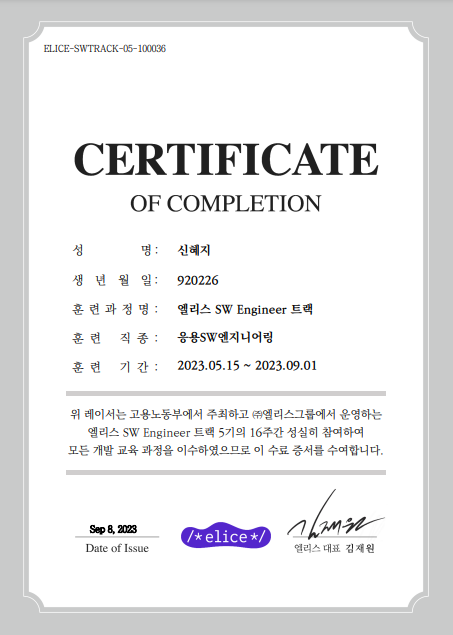 ELICE-SWTRACK-05-100036
CERTIFICATE
OF COMPLETION
성 명 : 신혜지
생 년 월 일 : 920226
훈 련 과 정 명 : 엘리스 SW Engineer 트랙
훈 련 직 종 : 응용SW엔지니어링
훈 련 기 간 : 2023.05.15 ~ 2023.09.01
위 레이서는 고용노동부에서 주최하고 ㈜엘리스그룹에서 운영하는
엘리스 SW Engineer 트랙 5기의 16주간 성실히 참여하여
모든 개발 교육 과정을 이수하였으므로 이 수료 증서를 수여합니다.
Sep 8, 2023
Date of Issue
/* elice */
김재원
엘리스 대표 김재원